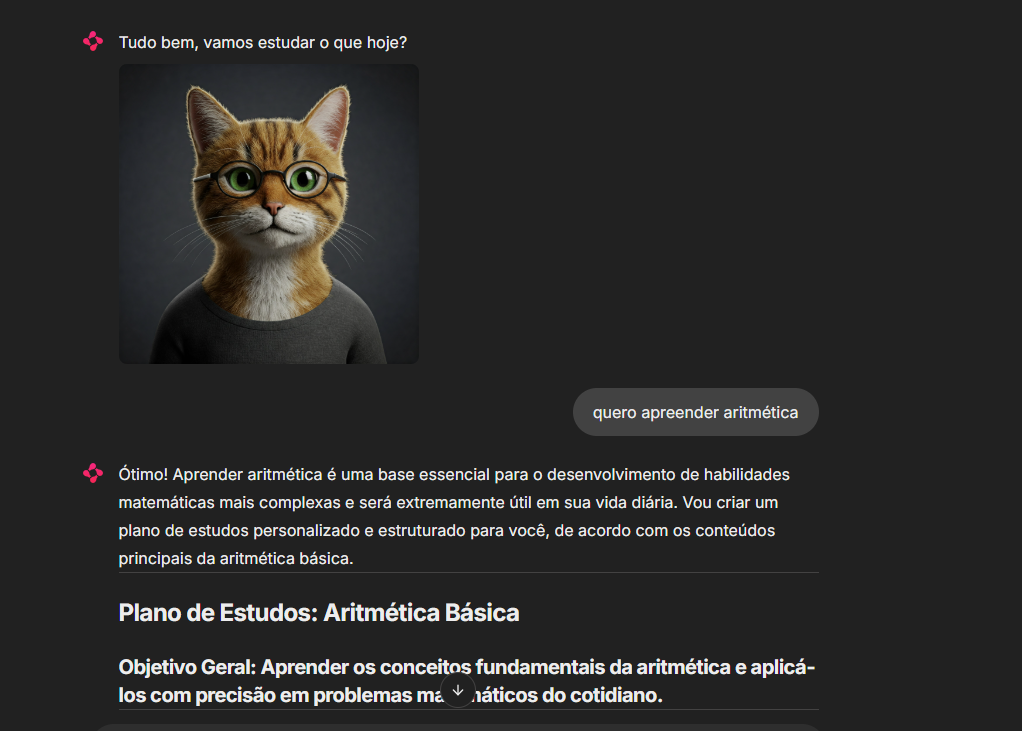 Tudo bem, vamos estudar o que hoje?
quero apreender aritmética
Ótimo! Aprender aritmética é uma base essencial para o desenvolvimento de habilidades
matemáticas mais complexas e será extremamente útil em sua vida diária. Vou criar um
plano de estudos personalizado e estruturado para você, de acordo com os conteúdos
principais da aritmética básica.
Plano de Estudos: Aritmética Básica
Objetivo Geral: Aprender os conceitos fundamentais da aritmética e aplicá-
los com precisão em problemas do cotidiano.